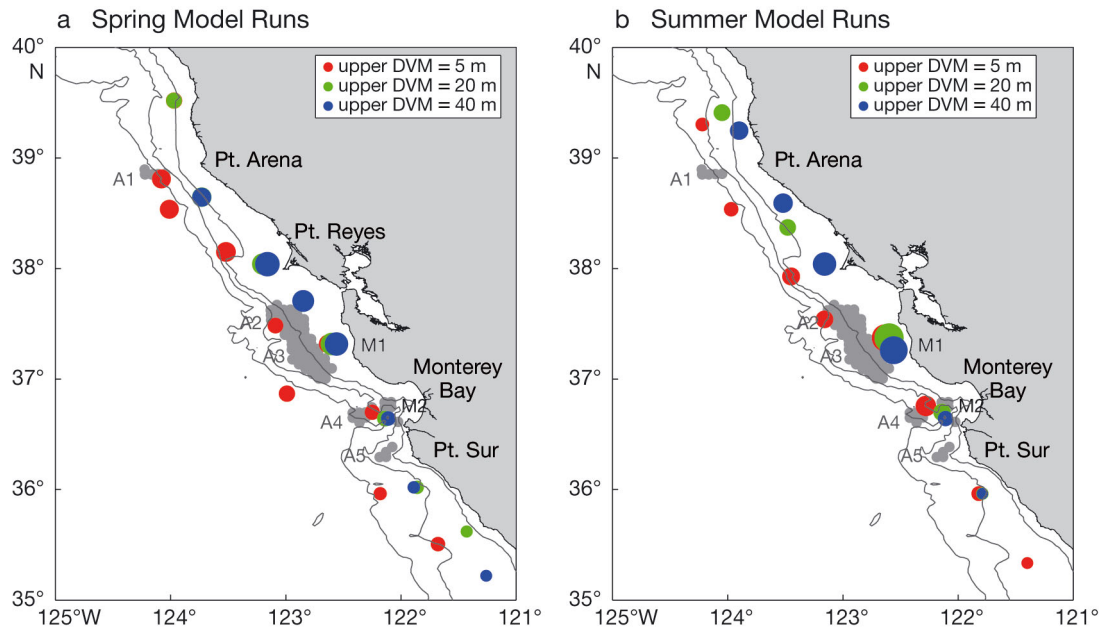 a Spring Model Runs
b Summer Model Runs
40°
N
39°
38°
37°
36°
35°
125°W
124°
123°
122°
121°
upper DVM = 5 m
upper DVM = 20 m
upper DVM = 40 m
Pt. Arena
A1
Pt. Reyes
A2
A3
M1
Monterey
Bay
M2
A4
Pt. Sur
A5
40°
N
39°
38°
37°
36°
35°
125°W
124°
123°
122°
121°
upper DVM = 5 m
upper DVM = 20 m
upper DVM = 40 m
Pt. Arena
A1
Pt. Reyes
A2
A3
M1
Monterey
Bay
M2
A4
Pt. Sur
A5